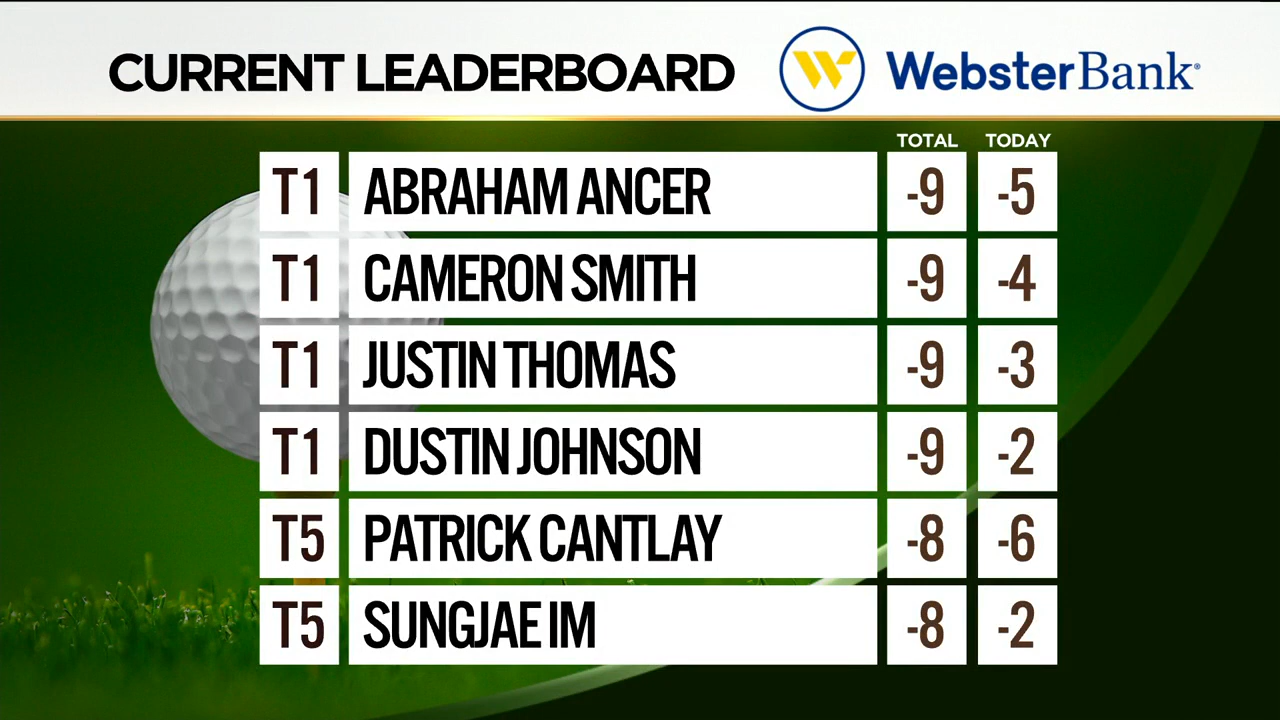 CURRENT LEADERBOARD
W WebsterBank®
TOTAL TODAY
T1 ABRAHAM ANCER -9 -5
T1 CAMERON SMITH -9 -4
T1 JUSTIN THOMAS -9 -3
T1 DUSTIN JOHNSON -9 -2
T5 PATRICK CANTLAY -8 -6
T5 SUNGJAE IM -8 -2